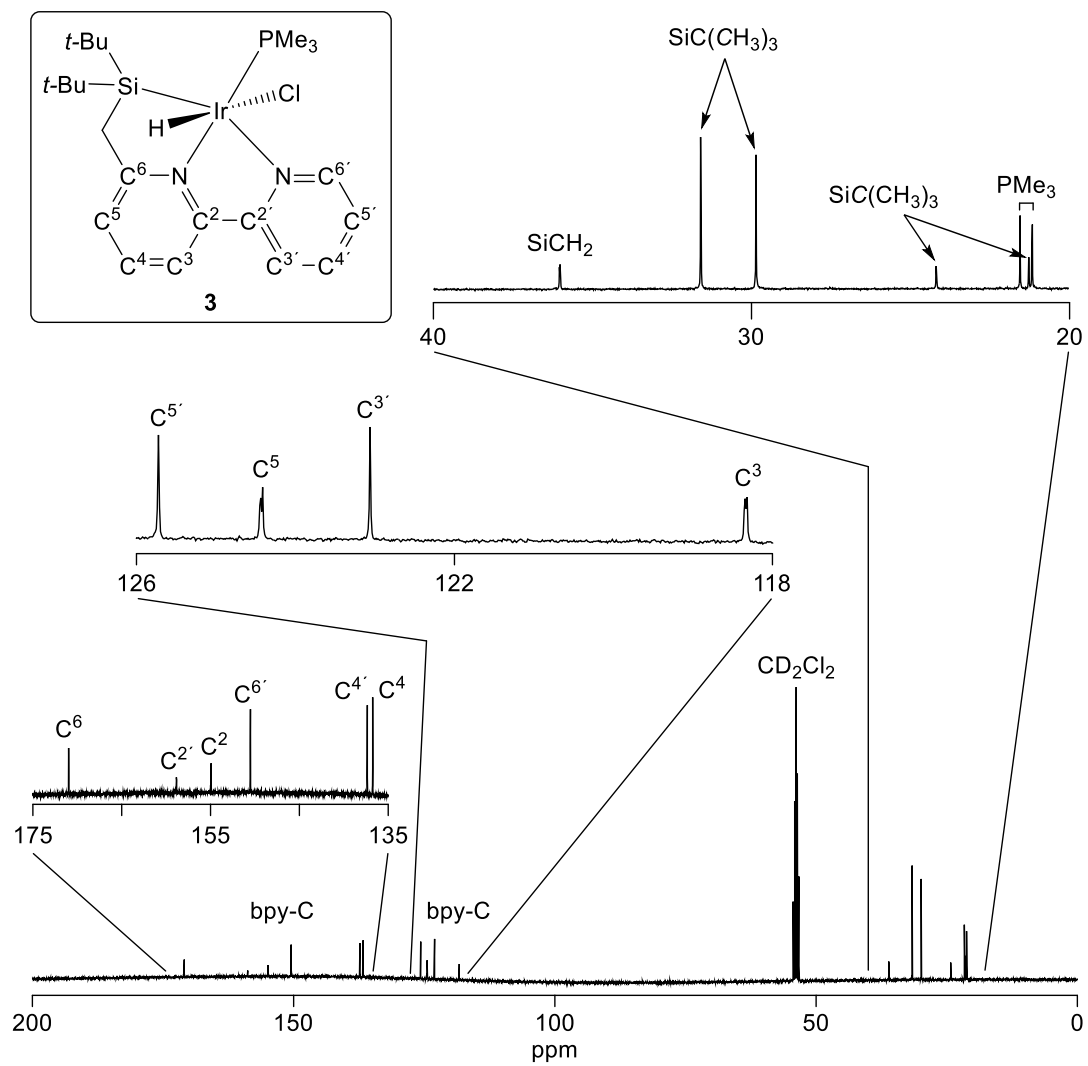 t-Bu
PMe₃
t-Bu
Si
Cl
Ir
H
C⁶
N
N
C⁶′
C⁵
C²
C²′
C⁵′
C⁴
C³
C³′
C⁴′
3
SiC(CH₃)₃
SiC(CH₃)₃
PMe₃
SiCH₂
40
30
20
C⁵′
C⁵
C³′
C³
126
122
118
CD₂Cl₂
C⁶
C²′
C²
C⁶′
C⁴′
C⁴
175
155
135
bpy-C
bpy-C
200
150
100
50
0
ppm